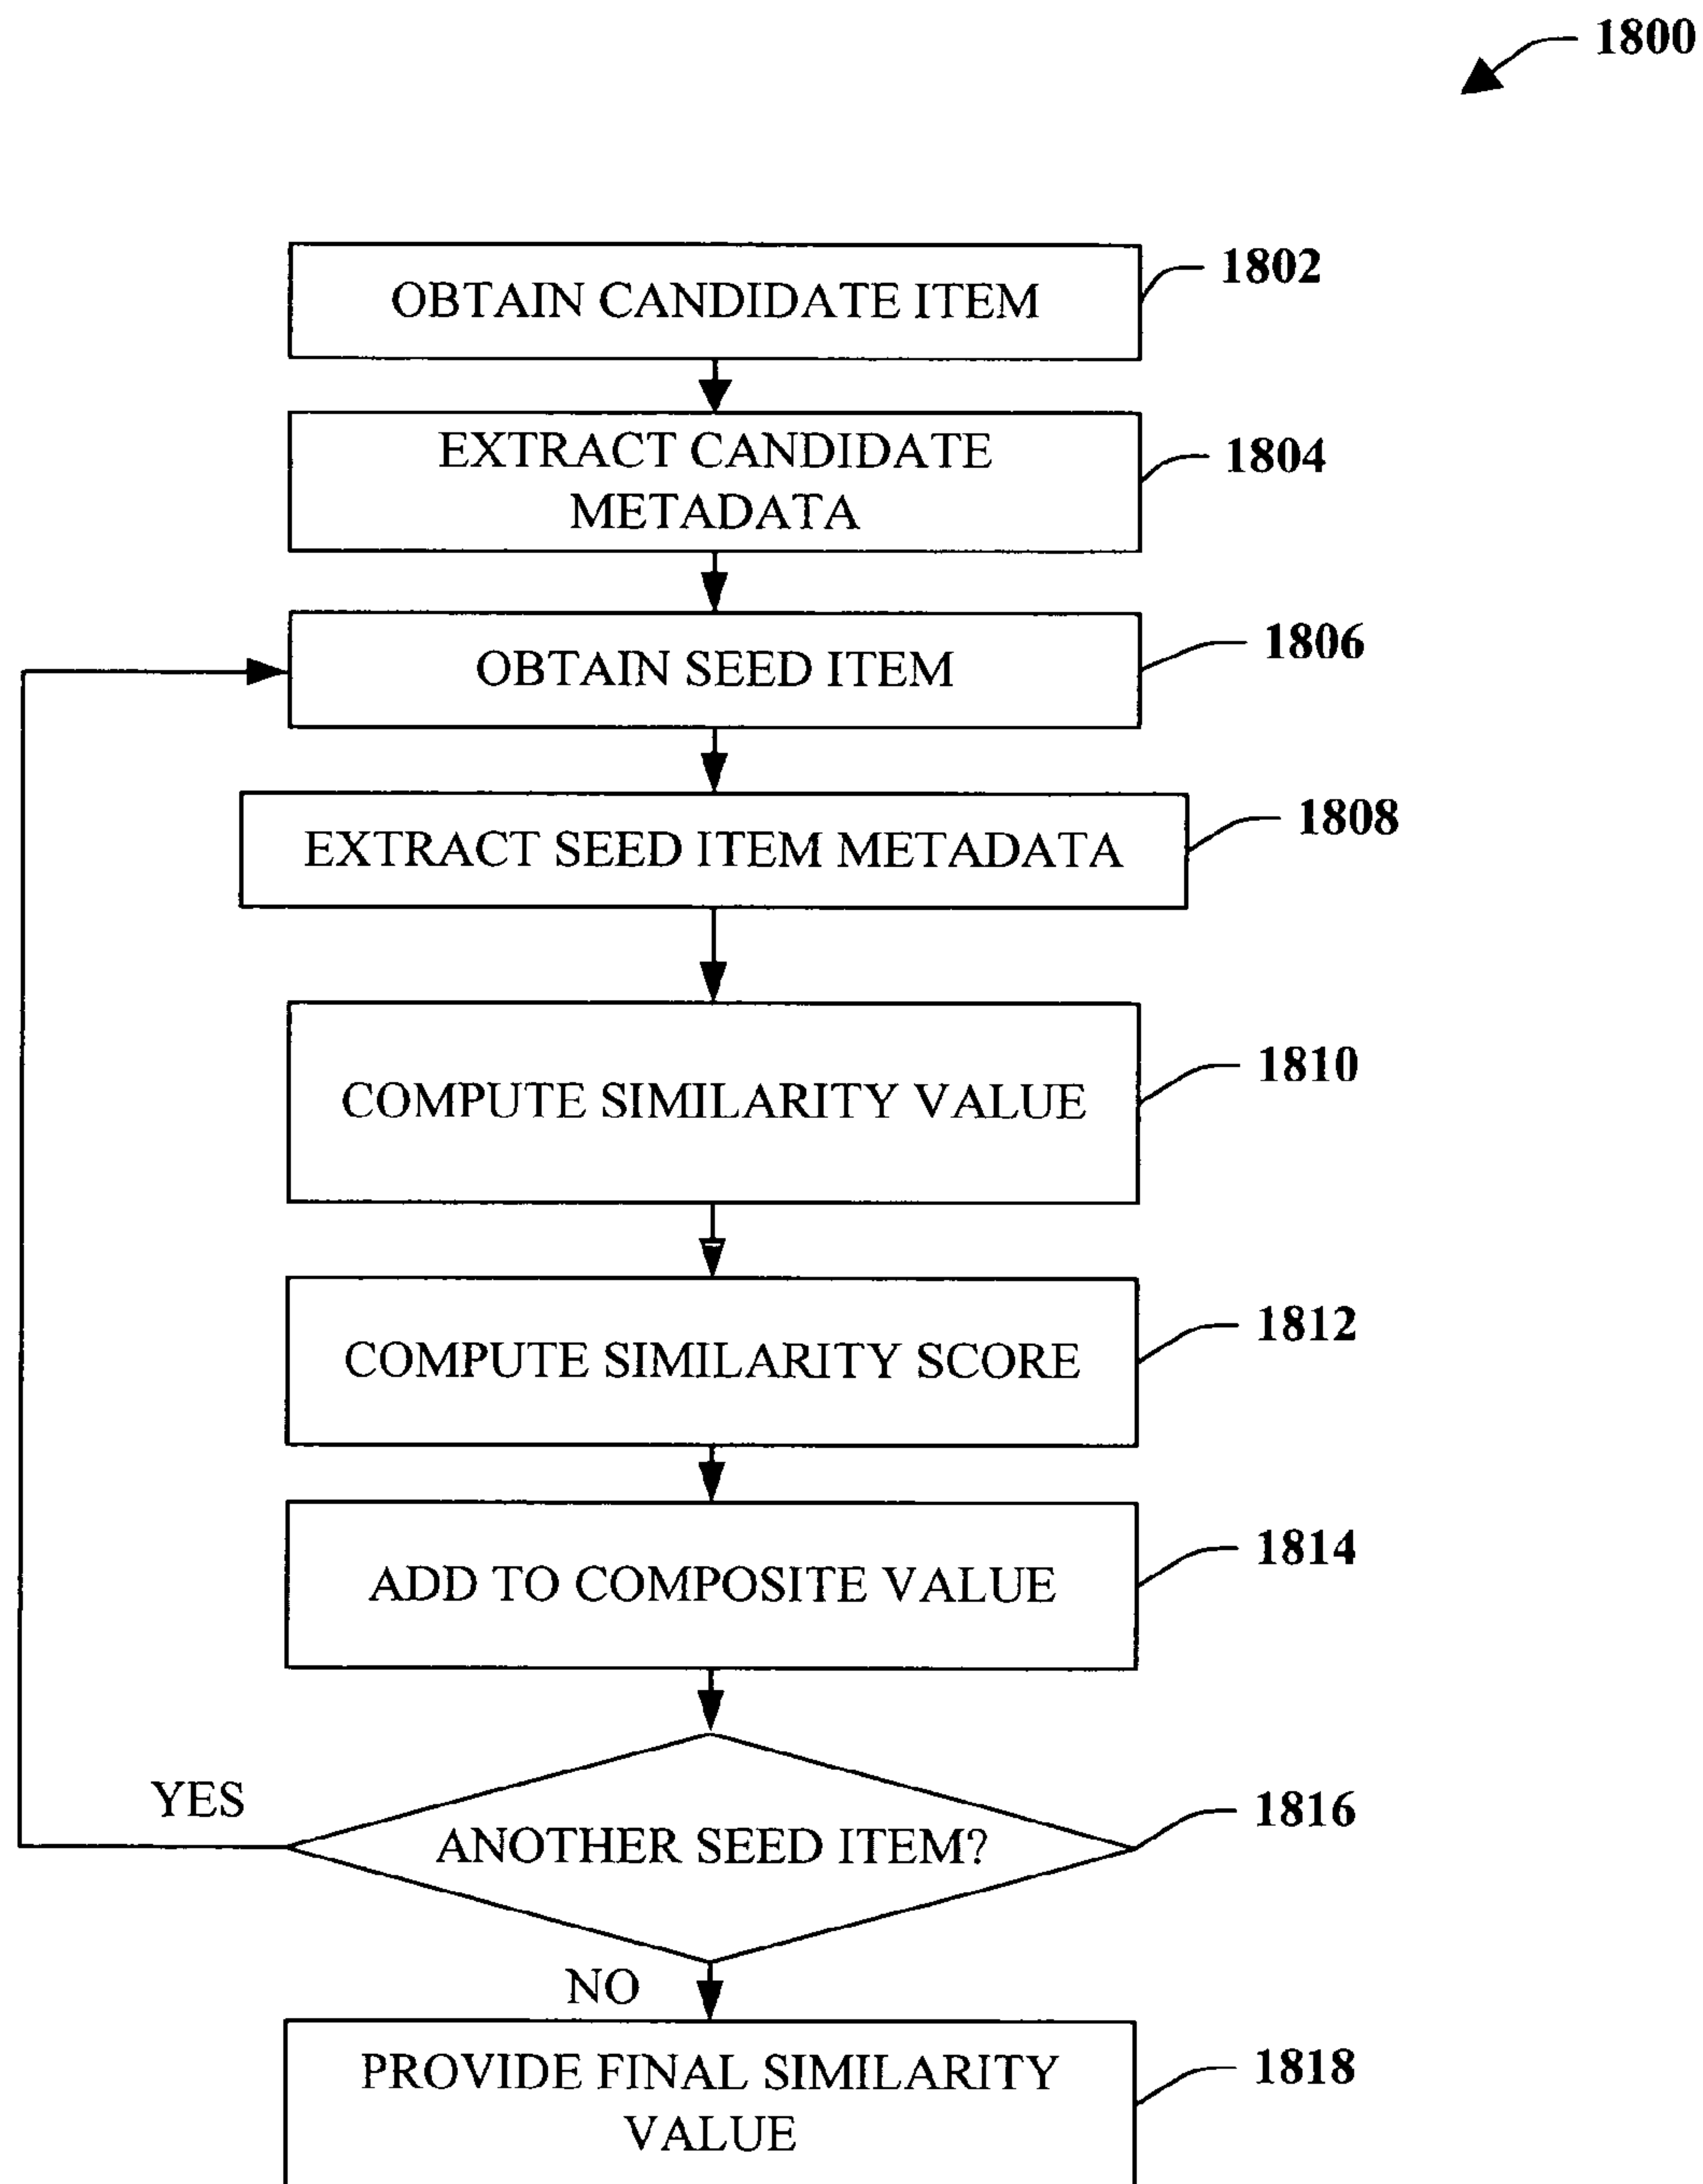 1800
OBTAIN CANDIDATE ITEM
1802
EXTRACT CANDIDATE
METADATA
1804
OBTAIN SEED ITEM
1806
EXTRACT SEED ITEM METADATA
1808
COMPUTE SIMILARITY VALUE
1810
COMPUTE SIMILARITY SCORE
1812
ADD TO COMPOSITE VALUE
1814
YES
ANOTHER SEED ITEM?
1816
NO
PROVIDE FINAL SIMILARITY
VALUE
1818